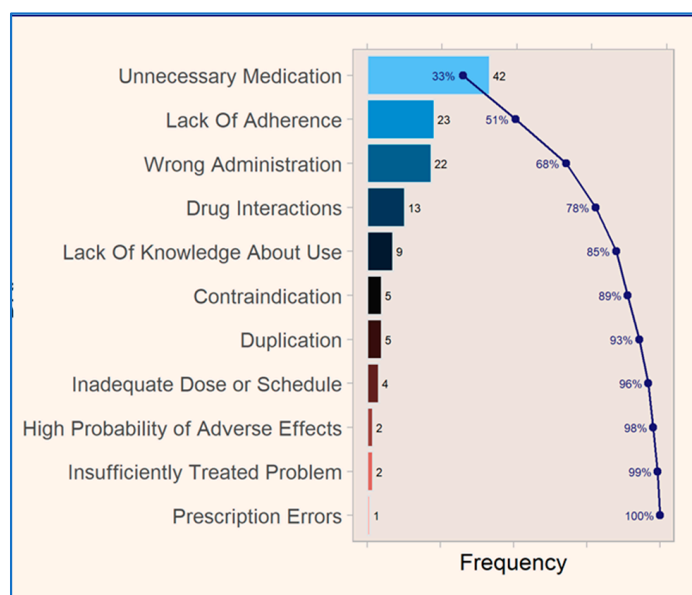 Unnecessary Medication 33% 42
Lack Of Adherence 23 51%
Wrong Administration 22 68%
Drug Interactions 13 78%
Lack Of Knowledge About Use 9 85%
Contraindication 5 89%
Duplication 5 93%
Inadequate Dose or Schedule 4 96%
High Probability of Adverse Effects 2 98%
Insufficiently Treated Problem 2 99%
Prescription Errors 1 100%
Frequency